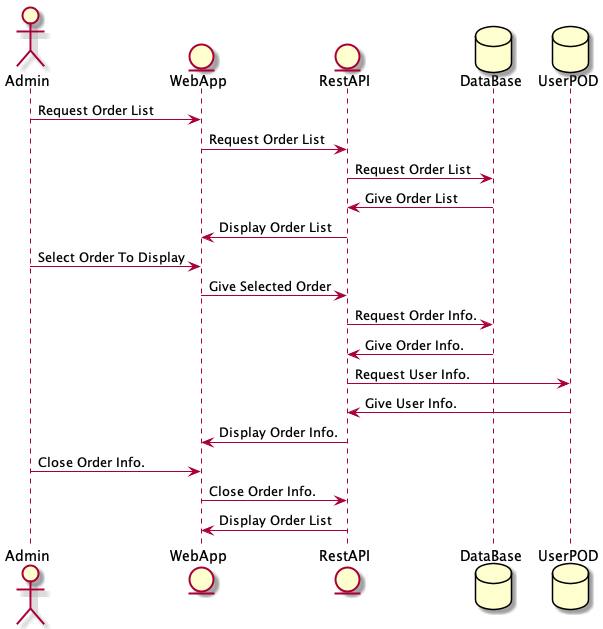 Admin
WebApp
RestAPI
DataBase
UserPOD
Request Order List
Request Order List
Request Order List
Give Order List
Display Order List
Select Order To Display
Give Selected Order
Request Order Info.
Give Order Info.
Request User Info.
Give User Info.
Display Order Info.
Close Order Info.
Close Order Info.
Display Order List
Admin
WebApp
RestAPI
DataBase
UserPOD